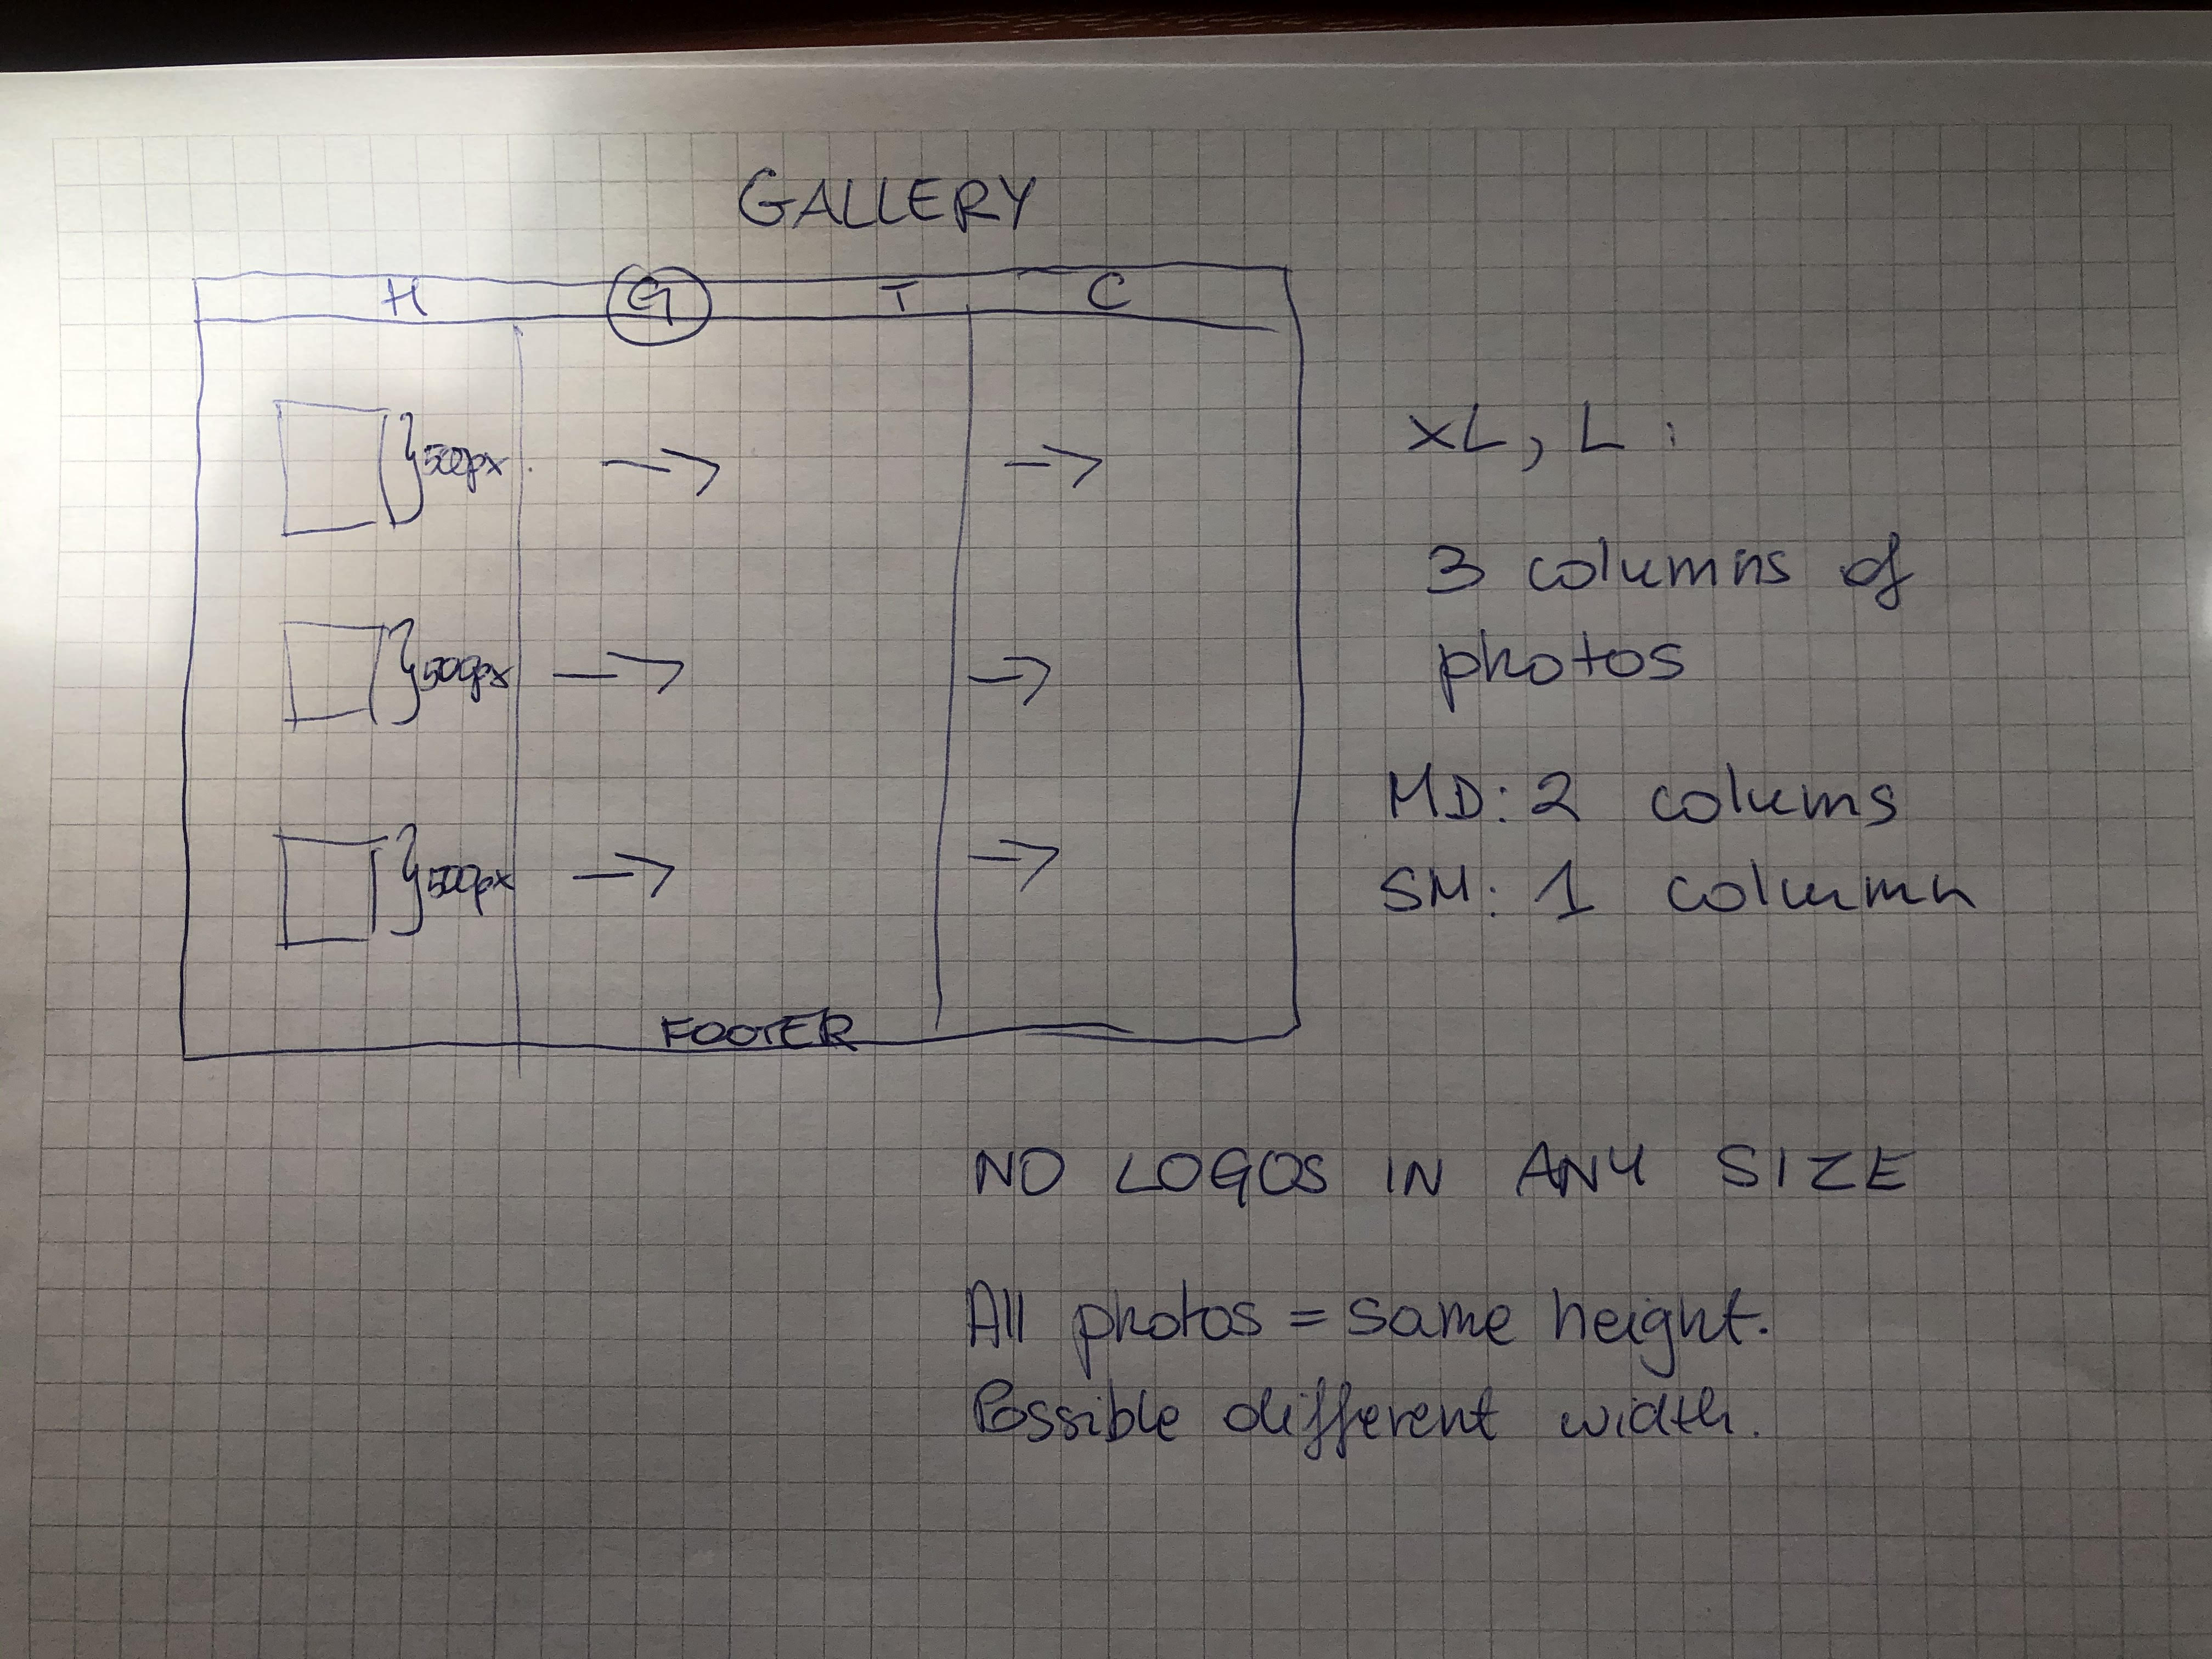 GALLERY
H G T C
500px
500px
500px
FOOTER
XL, L:
3 columns of
photos
MD: 2 colums
SM: 1 column
NO LOGOS IN ANY SIZE
All photos = same height.
Possible different width.